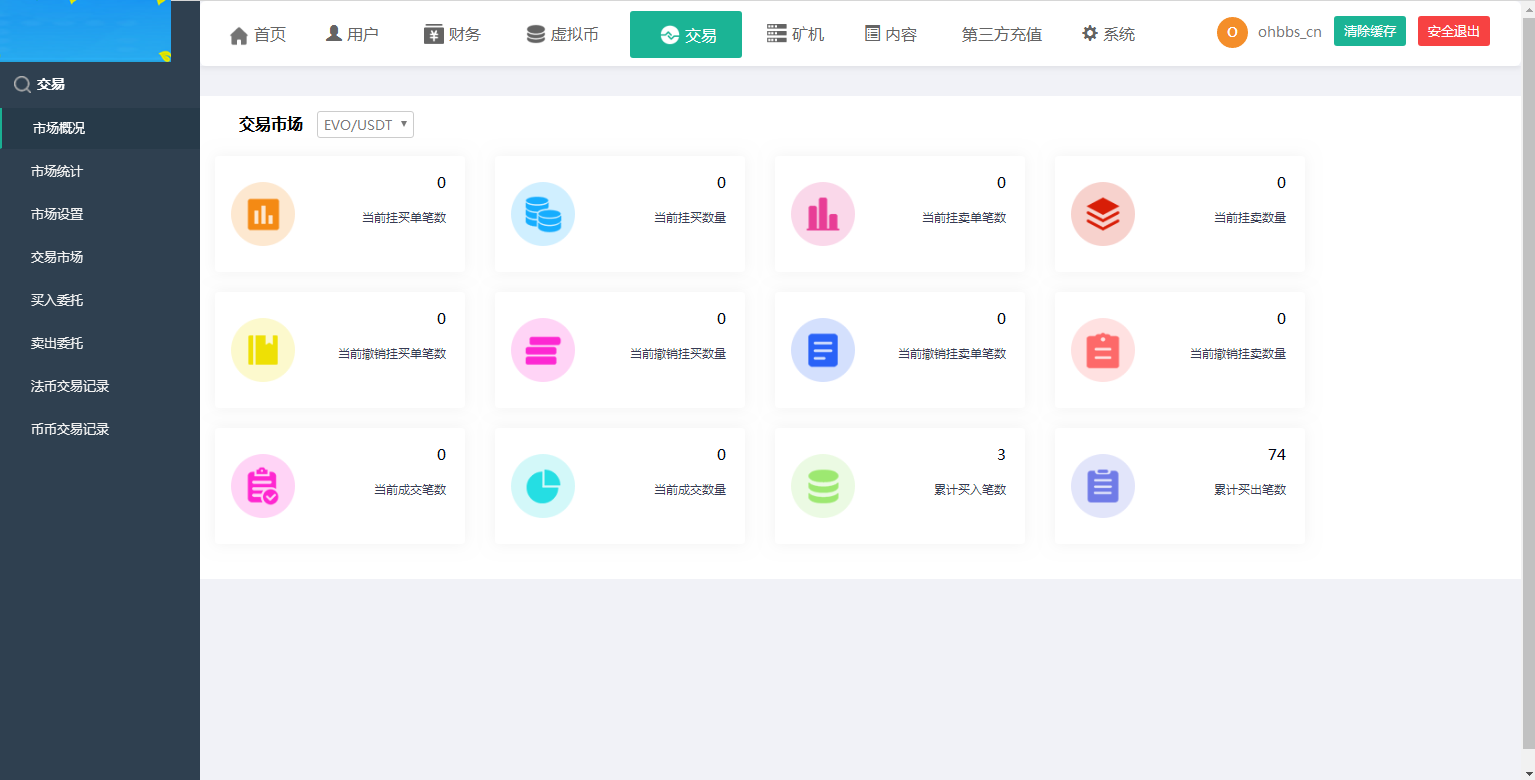 首页 用户 财务 虚拟币 交易 矿机 内容 第三方充值 系统 O ohbbs_cn 清除缓存 安全退出
交易
市场概况
市场统计
市场设置
交易市场
买入委托
卖出委托
法币交易记录
币币交易记录
交易市场 EVO/USDT
0 0 0 0
当前挂买单笔数 当前挂买数量 当前挂卖单笔数 当前挂卖数量
0 0 0 0
当前撤销挂买单笔数 当前撤销挂买数量 当前撤销挂卖单笔数 当前撤销挂卖数量
0 0 3 74
当前成交笔数 当前成交数量 累计买入笔数 累计买出笔数